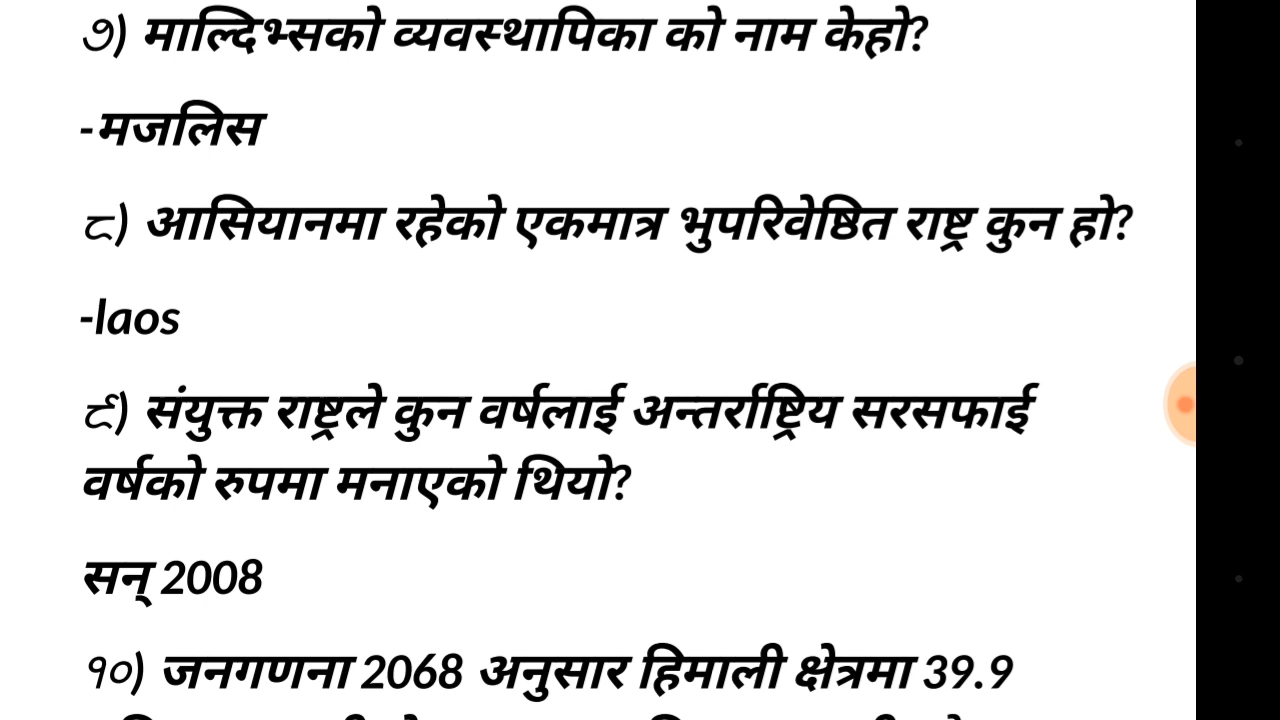 ७) माल्दिभ्सको व्यवस्थापिका को नाम केहो?
-मजलिस
८) आसियानमा रहेको एकमात्र भुपरिवेष्ठित राष्ट्र कुन हो?
-laos
९) संयुक्त राष्ट्रले कुन वर्षलाई अन्तर्राष्ट्रिय सरसफाई
वर्षको रुपमा मनाएको थियो?
सन् 2008
१०) जनगणना 2068 अनुसार हिमाली क्षेत्रमा 39.9